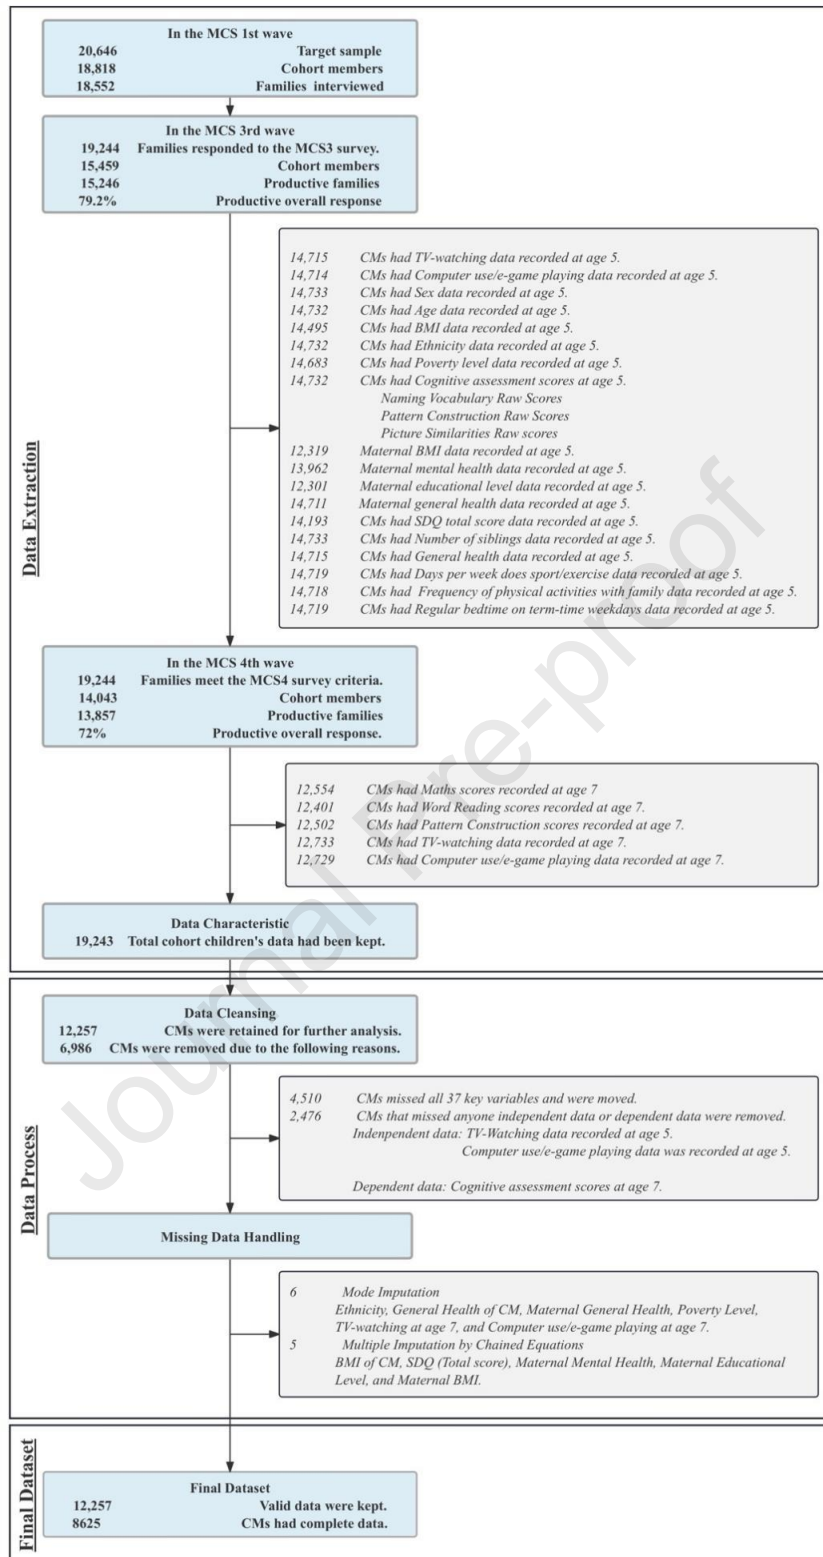 In the MCS 1st wave
20,646 Target sample
18,818 Cohort members
18,552 Families interviewed
In the MCS 3rd wave
19,244 Families responded to the MCS3 survey.
15,459 Cohort members
15,246 Productive families
79.2% Productive overall response
14,715 CMs had TV-watching data recorded at age 5.
14,714 CMs had Computer use/e-game playing data recorded at age 5.
14,733 CMs had Sex data recorded at age 5.
14,732 CMs had Age data recorded at age 5.
14,495 CMs had BMI data recorded at age 5.
14,732 CMs had Ethnicity data recorded at age 5.
14,683 CMs had Poverty level data recorded at age 5.
14,732 CMs had Cognitive assessment scores at age 5.
Naming Vocabulary Raw Scores
Pattern Construction Raw Scores
Picture Similarities Raw scores
12,319 Maternal BMI data recorded at age 5.
13,962 Maternal mental health data recorded at age 5.
12,301 Maternal educational level data recorded at age 5.
14,711 Maternal general health data recorded at age 5.
14,193 CMs had SDQ total score data recorded at age 5.
14,733 CMs had Number of siblings data recorded at age 5.
14,715 CMs had General health data recorded at age 5.
14,719 CMs had Days per week does sport/exercise data recorded at age 5.
14,718 CMs had Frequency of physical activities with family data recorded at age 5.
14,719 CMs had Regular bedtime on term-time weekdays data recorded at age 5.
Data Extraction
In the MCS 4th wave
19,244 Families meet the MCS4 survey criteria.
14,043 Cohort members
13,857 Productive families
72% Productive overall response.
12,554 CMs had Maths scores recorded at age 7
12,401 CMs had Word Reading scores recorded at age 7.
12,502 CMs had Pattern Construction scores recorded at age 7.
12,733 CMs had TV-watching data recorded at age 7.
12,729 CMs had Computer use/e-game playing data recorded at age 7.
Data Characteristic
19,243 Total cohort children's data had been kept.
Data Cleansing
12,257 CMs were retained for further analysis.
6,986 CMs were removed due to the following reasons.
4,510 CMs missed all 37 key variables and were moved.
2,476 CMs that missed anyone independent data or dependent data were removed.
Indenpendent data: TV-Watching data recorded at age 5.
Computer use/e-game playing data was recorded at age 5.
Dependent data: Cognitive assessment scores at age 7.
Data Process
Missing Data Handling
6 Mode Imputation
Ethnicity, General Health of CM, Maternal General Health, Poverty Level,
TV-watching at age 7, and Computer use/e-game playing at age 7.
5 Multiple Imputation by Chained Equations
BMI of CM, SDQ (Total score), Maternal Mental Health, Maternal Educational
Level, and Maternal BMI.
Final Dataset
Final Dataset
12,257 Valid data were kept.
8625 CMs had complete data.
Journal Pre-proof